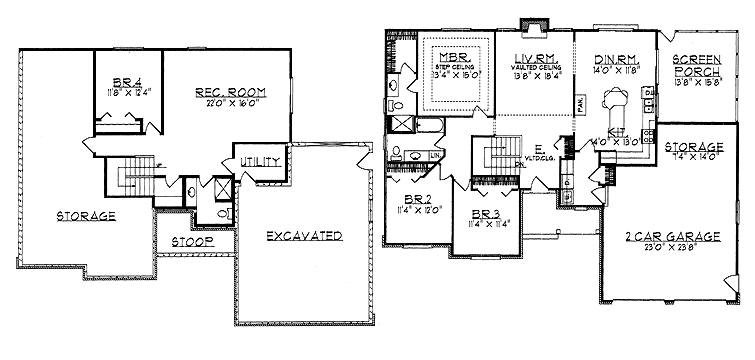 BR.4
11'8" X 12'4"
REC. ROOM
22'0" X 16'0"
UTILITY
STORAGE
STOOP
EXCAVATED
MBR.
STEP CEILING
13'4" X 15'0"
LIV. RM.
VAULTED CEILING
13'8" X 18'4"
DIN. RM.
14'0" X 11'8"
SCREEN
PORCH
13'8" X 15'8"
PAN.
KIT.
14'0" X 13'0"
STORAGE
7'4" X 14'0"
LIN.
E.
VLTD. CLG.
DN.
BR.2
11'4" X 12'0"
BR.3
11'4" X 11'4"
2 CAR GARAGE
23'0" X 23'8"